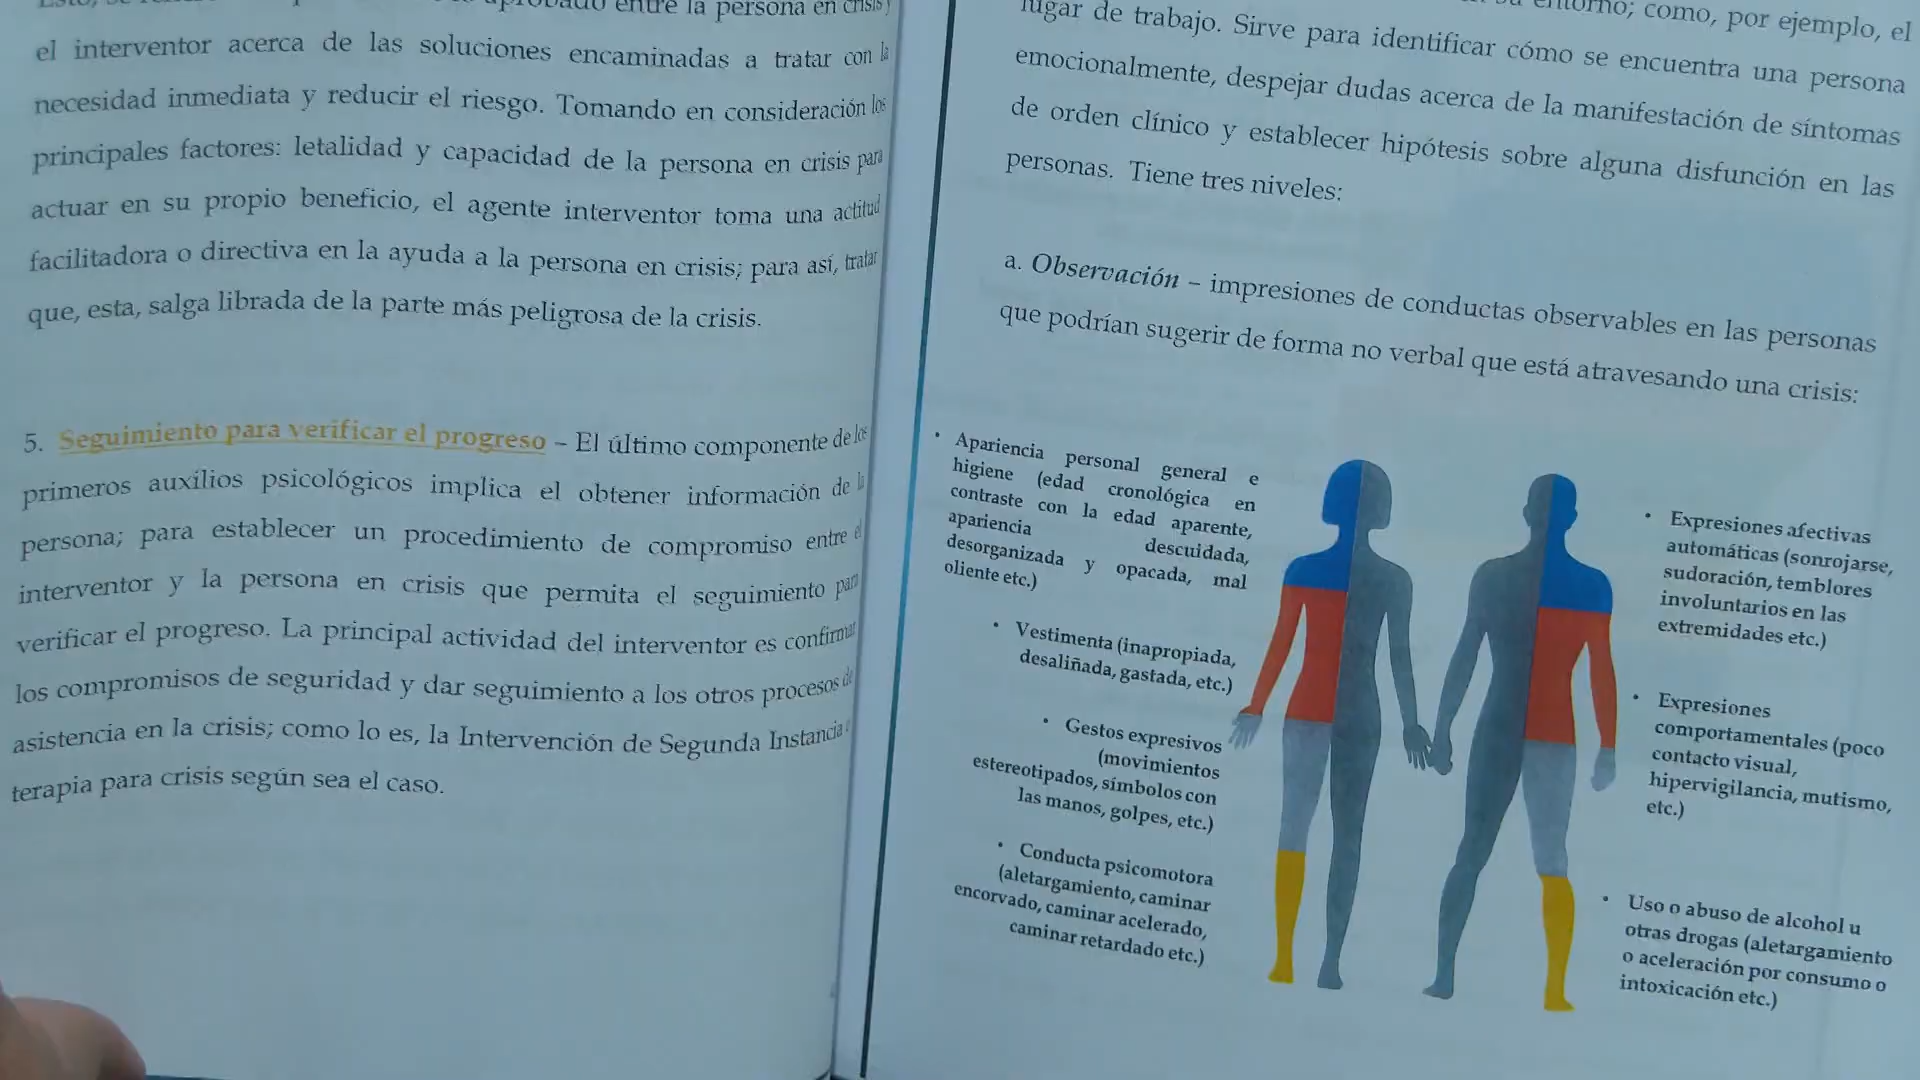 entre la persona en crisis y
el interventor acerca de las soluciones encaminadas a tratar con la
necesidad inmediata y reducir el riesgo. Tomando en consideración los
principales factores: letalidad y capacidad de la persona en crisis para
actuar en su propio beneficio, el agente interventor toma una actitud
facilitadora o directiva en la ayuda a la persona en crisis; para así, tratar
que, esta, salga librada de la parte más peligrosa de la crisis.
5. Seguimiento para verificar el progreso – El último componente de los
primeros auxilios psicológicos implica el obtener información de la
persona; para establecer un procedimiento de compromiso entre el
interventor y la persona en crisis que permita el seguimiento para
verificar el progreso. La principal actividad del interventor es confirmar
los compromisos de seguridad y dar seguimiento a los otros procesos de
asistencia en la crisis; como lo es, la Intervención de Segunda Instancia
terapia para crisis según sea el caso.
entorno; como, por ejemplo, el
lugar de trabajo. Sirve para identificar cómo se encuentra una persona
emocionalmente, despejar dudas acerca de la manifestación de síntomas
de orden clínico y establecer hipótesis sobre alguna disfunción en las
personas. Tiene tres niveles:
a. Observación – impresiones de conductas observables en las personas
que podrían sugerir de forma no verbal que está atravesando una crisis:
• Apariencia personal general e
higiene (edad cronológica en
contraste con la edad aparente,
apariencia descuidada,
desorganizada y opacada, mal
oliente etc.)
• Vestimenta (inapropiada,
desaliñada, gastada, etc.)
• Gestos expresivos
(movimientos
estereotipados, símbolos con
las manos, golpes, etc.)
• Conducta psicomotora
(aletargamiento, caminar
encorvado, caminar acelerado,
caminar retardado etc.)
• Expresiones afectivas
automáticas (sonrojarse,
sudoración, temblores
involuntarios en las
extremidades etc.)
• Expresiones
comportamentales (poco
contacto visual,
hipervigilancia, mutismo,
etc.)
• Uso o abuso de alcohol u
otras drogas (aletargamiento
o aceleración por consumo o
intoxicación etc.)